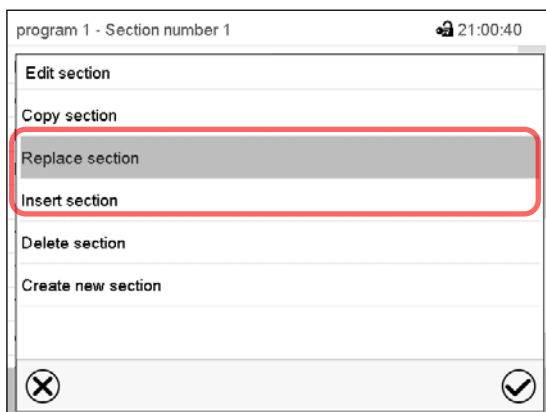 program 1 - Section number 1 21:00:40
Edit section
Copy section
Replace section
Insert section
Delete section
Create new section